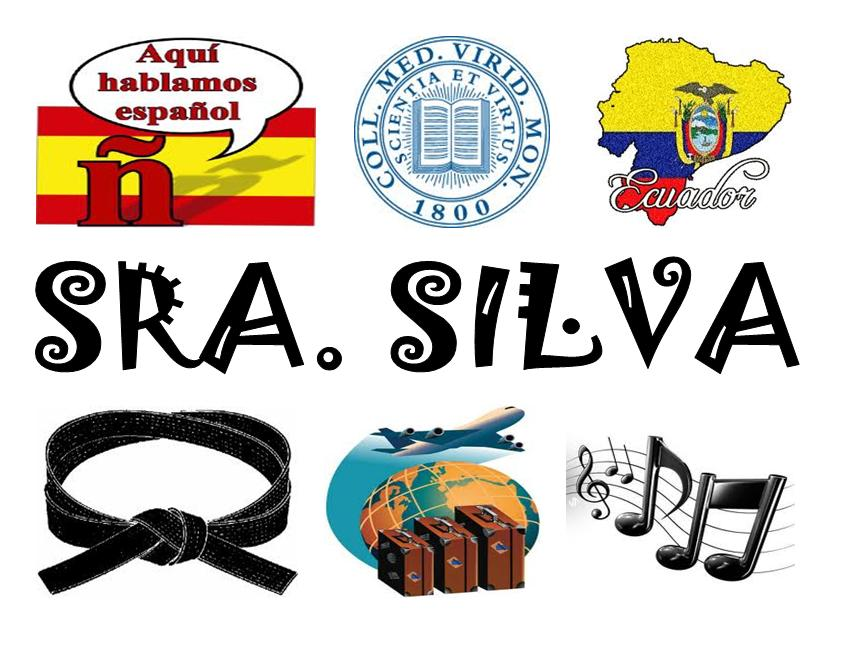 Aquí
hablamos
español
ñ
COLL. MED. VIRID. MON.
SCIENTIA ET VIRTUS
1800
Ecuador
SRA. SILVA